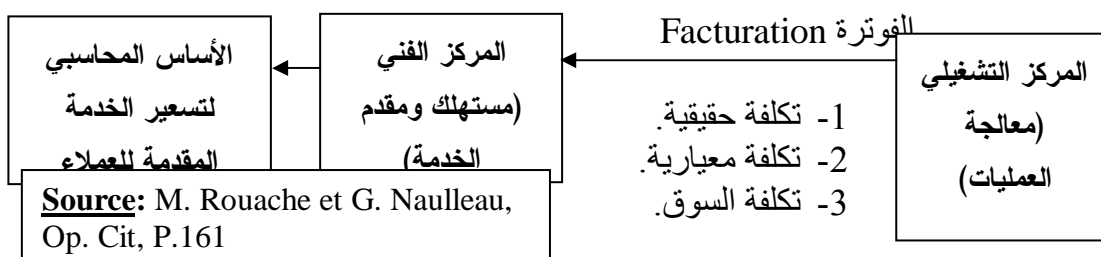 الفوترة Facturation
المركز التشغيلي
(معالجة
العمليات)
1- تكلفة حقيقية.
2- تكلفة معيارية.
3- تكلفة السوق.
المركز الفني
(مستهلك ومقدم
الخدمة)
الأساس المحاسبي
لتسعير الخدمة
المقدمة للعملاء
Source: M. Rouache et G. Naulleau,
Op. Cit, P.161